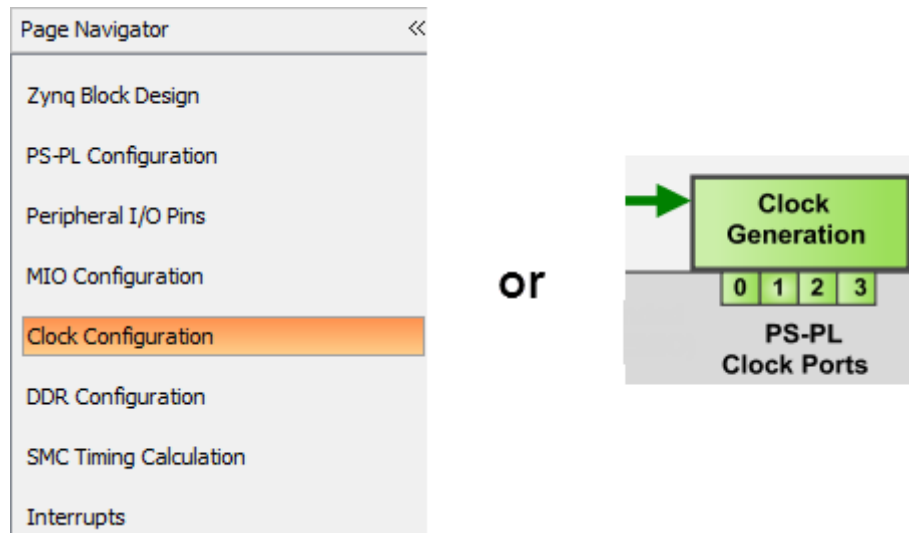 Page Navigator «
Zynq Block Design
PS-PL Configuration
Peripheral I/O Pins
MIO Configuration
Clock Configuration
DDR Configuration
SMC Timing Calculation
Interrupts
or
Clock
Generation
0 1 2 3
PS-PL
Clock Ports